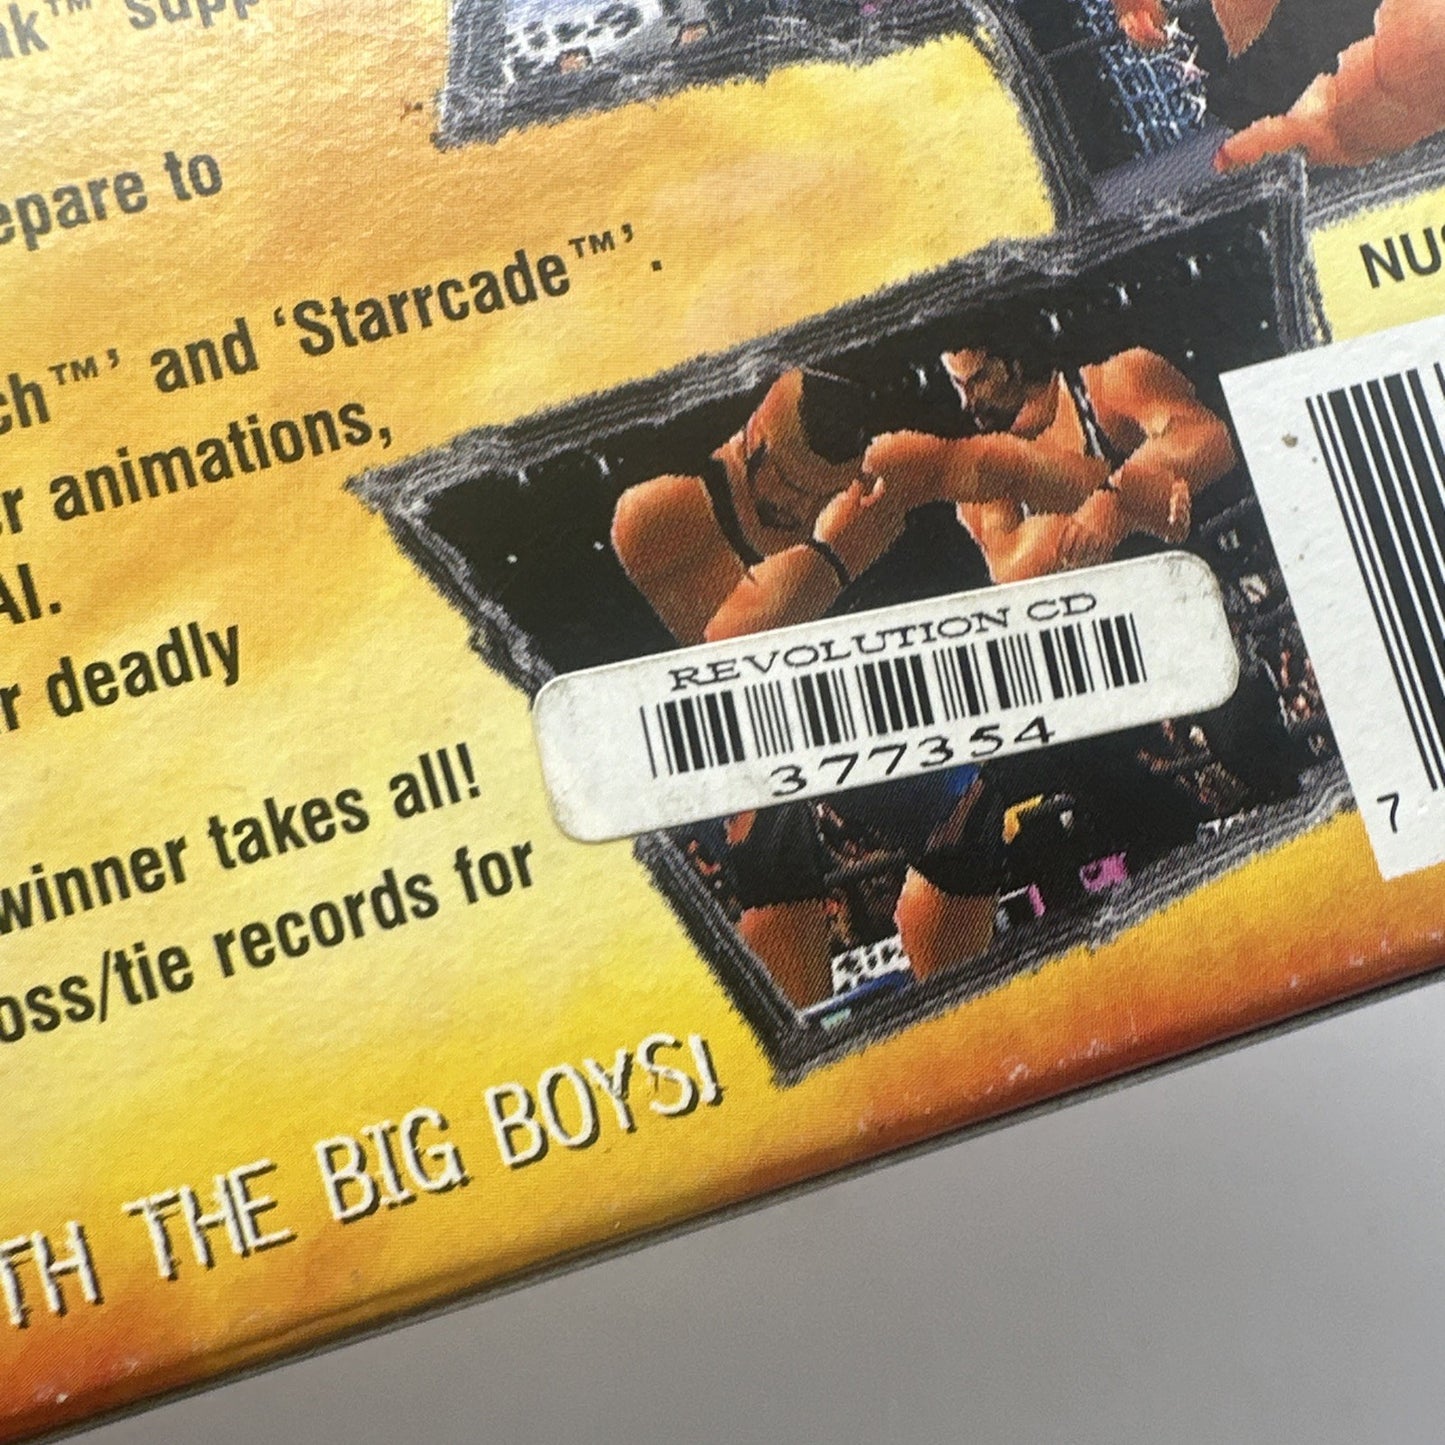 epare to
ch™' and 'Starrcade™'.
r animations,
AI.
r deadly
winner takes all!
oss/tie records for
TH THE BIG BOYS!
REVOLUTION CD
377354
NUS
7